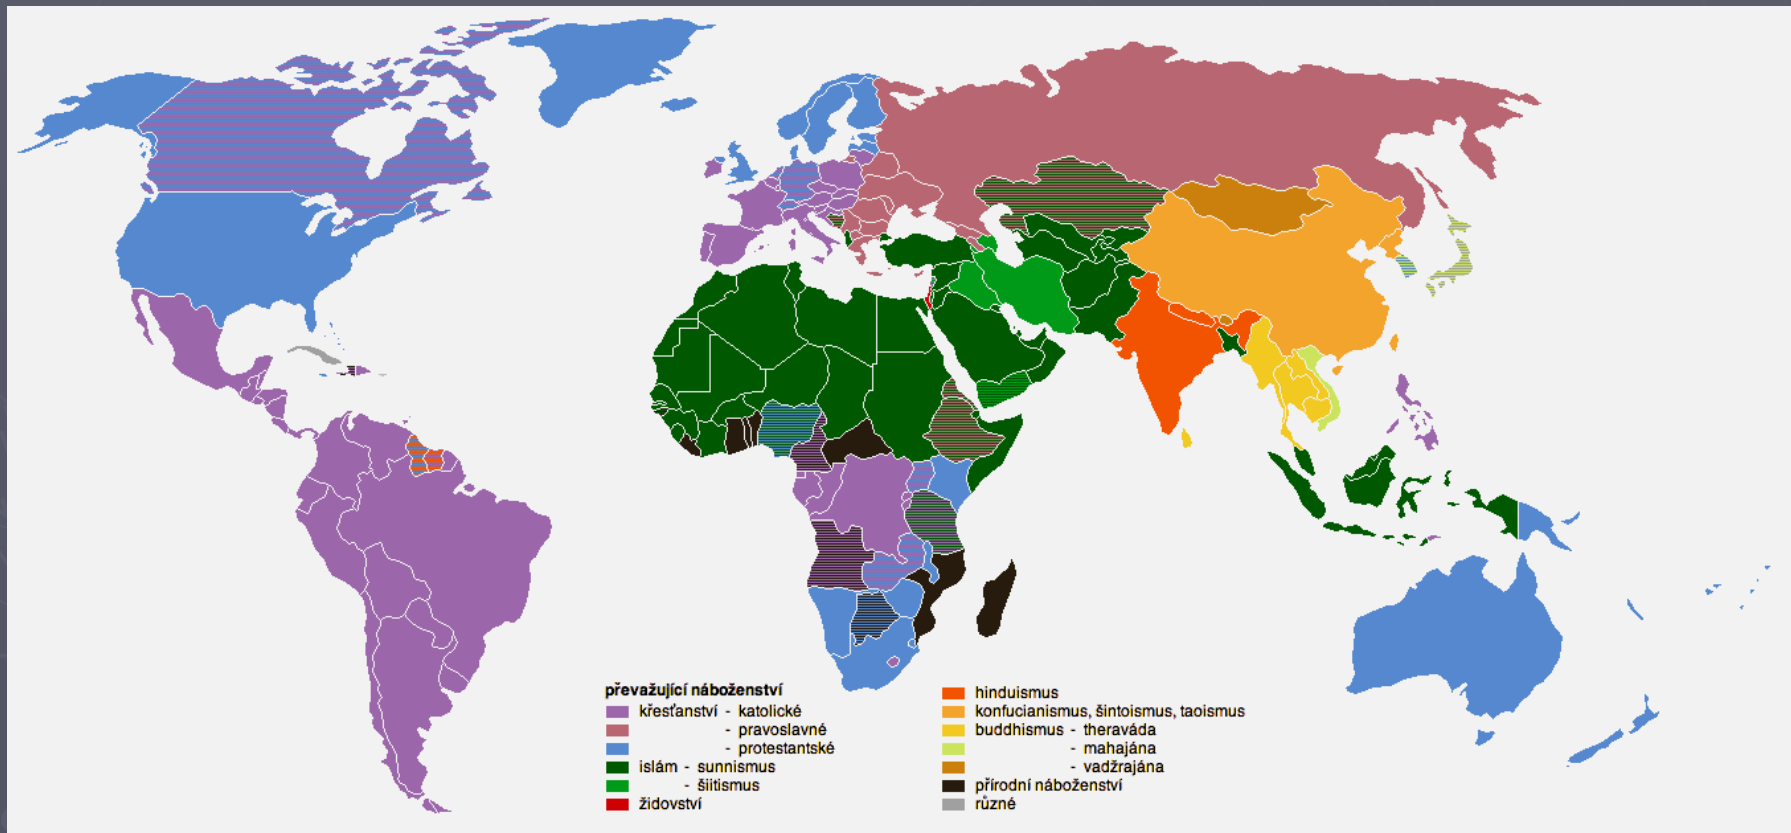 převažující náboženství
křesťanství - katolické
- pravoslavné
- protestantské
islám - sunnismus
- šíitismus
židovství
hinduismus
konfucianismus, šintoismus, taoismus
buddhismus - theraváda
- mahajána
- vadžrajána
přírodní náboženství
různé